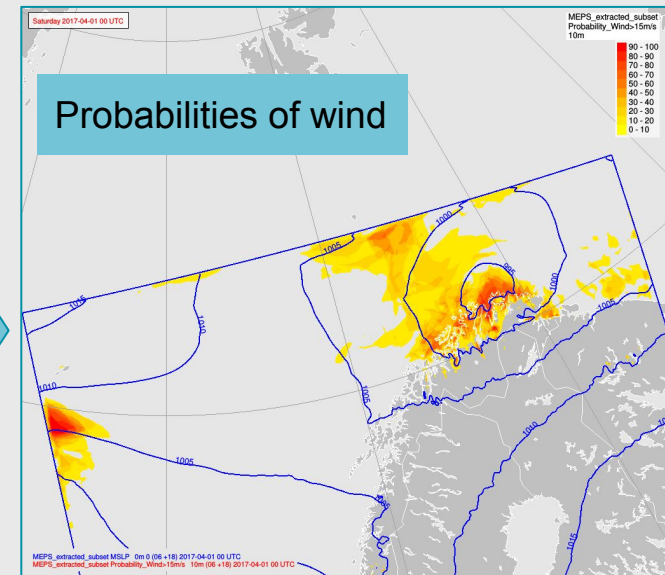 Saturday 2017-04-01 00 UTC
MEPS_extracted_subset
Probability_Wind>15m/s
10m
90 - 100
80 - 90
70 - 80
60 - 70
50 - 60
40 - 50
30 - 40
20 - 30
10 - 20
0 - 10
Probabilities of wind
1000
1005
995
1000
1015
1010
1005
1010
1005
1010
1005
1005
1015
MEPS_extracted_subset MSLP 0m 0 (06 +18) 2017-04-01 00 UTC
MEPS_extracted_subset Probability_Wind>15m/s 10m (06 +18) 2017-04-01 00 UTC